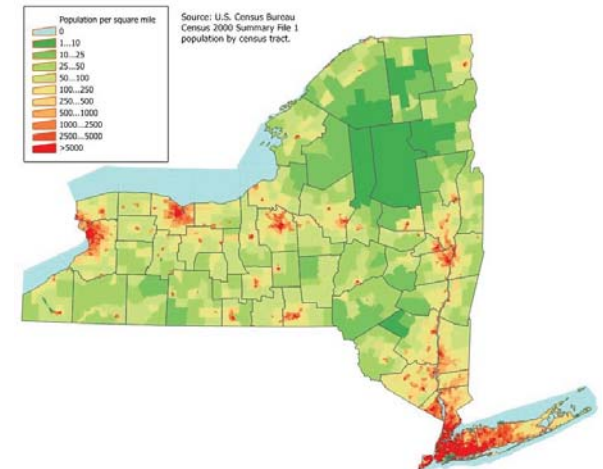 Population per square mile
0
1...10
10...25
25...50
50...100
100...250
250...500
500...1000
1000...2500
2500...5000
>5000
Source: U.S. Census Bureau
Census 2000 Summary File 1
population by census tract.